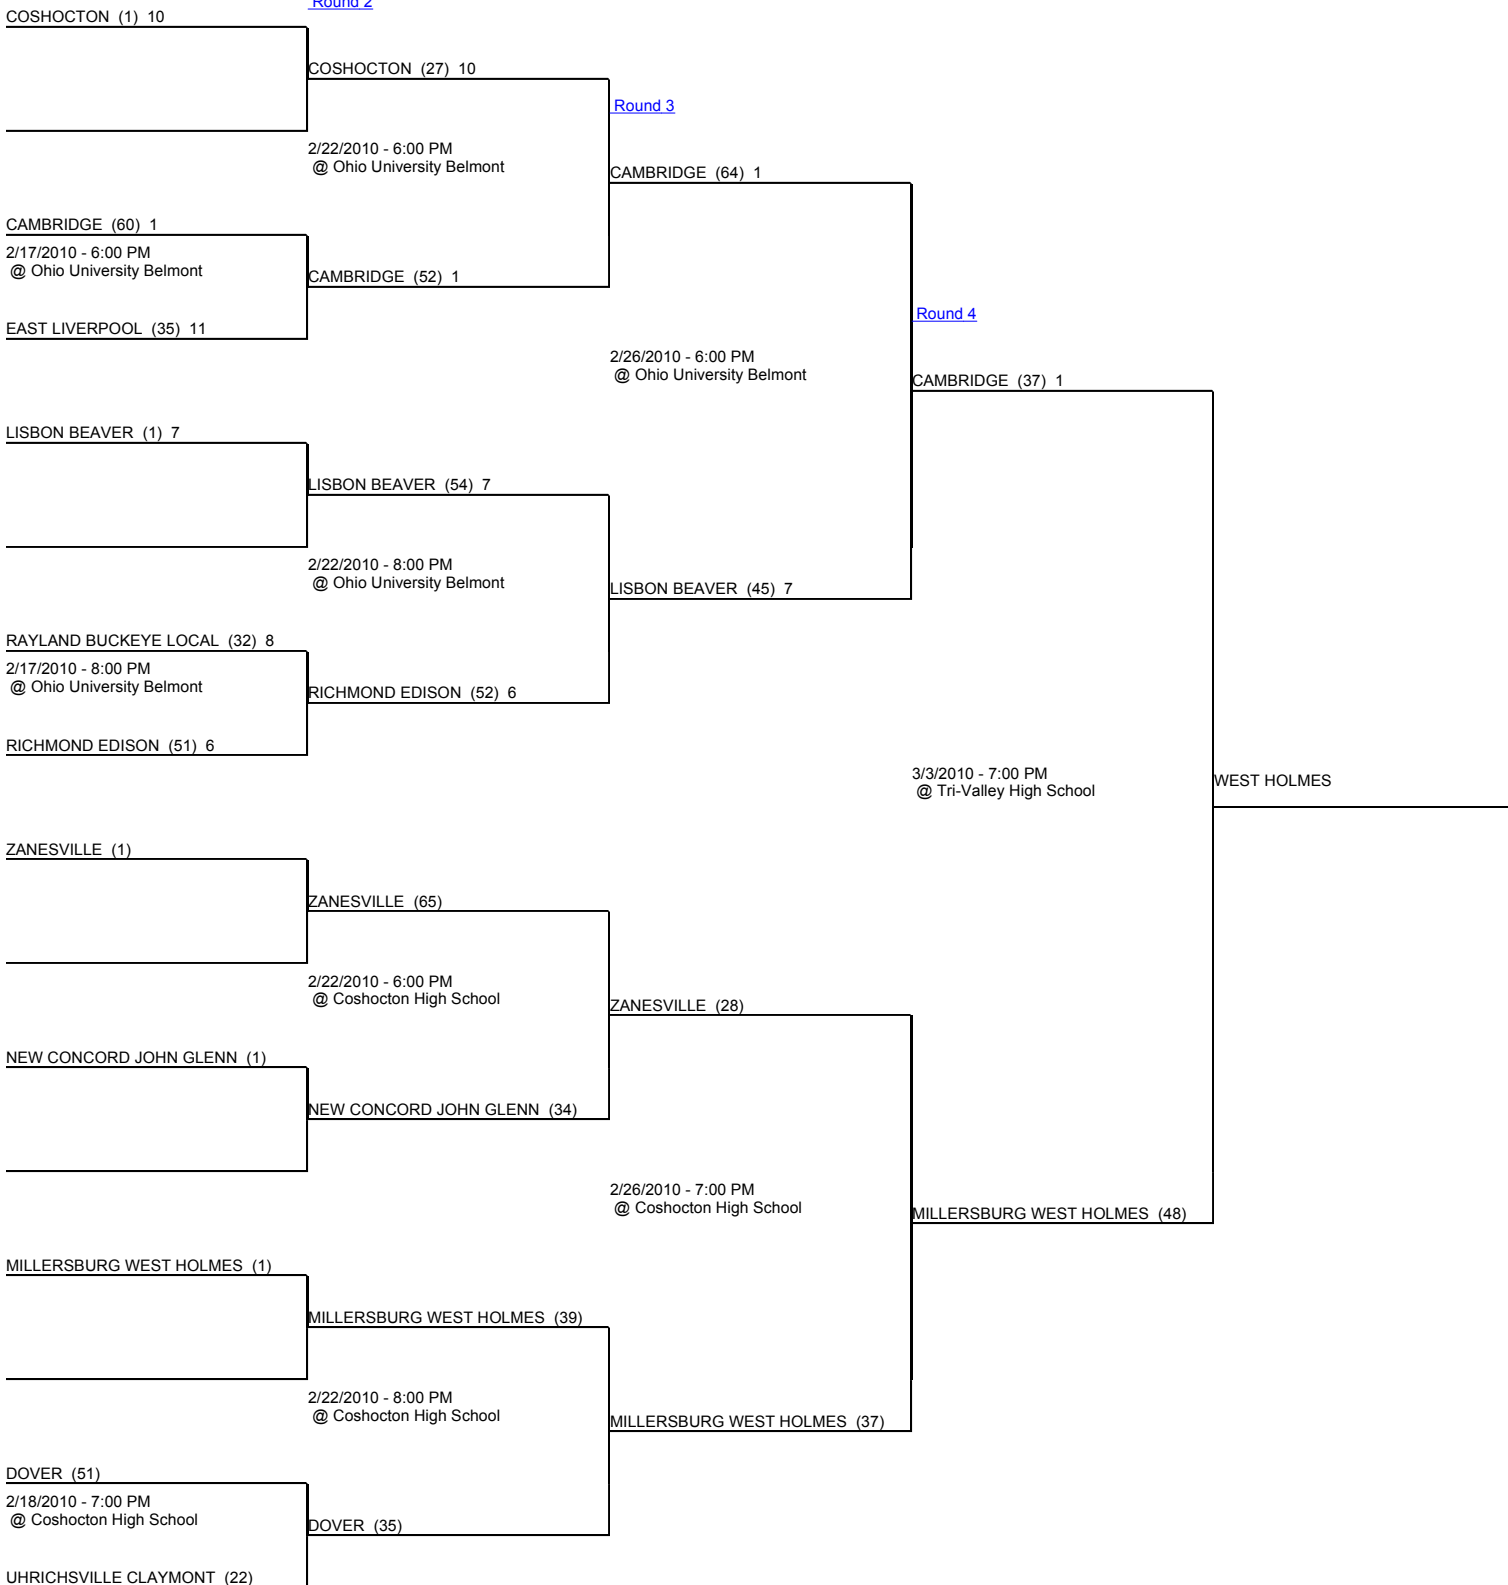 Round 2
COSHOCTON (1) 10
COSHOCTON (27) 10
Round 3
2/22/2010 - 6:00 PM
@ Ohio University Belmont
CAMBRIDGE (64) 1
CAMBRIDGE (60) 1
2/17/2010 - 6:00 PM
@ Ohio University Belmont
CAMBRIDGE (52) 1
EAST LIVERPOOL (35) 11
Round 4
2/26/2010 - 6:00 PM
@ Ohio University Belmont
CAMBRIDGE (37) 1
LISBON BEAVER (1) 7
LISBON BEAVER (54) 7
2/22/2010 - 8:00 PM
@ Ohio University Belmont
LISBON BEAVER (45) 7
RAYLAND BUCKEYE LOCAL (32) 8
2/17/2010 - 8:00 PM
@ Ohio University Belmont
RICHMOND EDISON (52) 6
RICHMOND EDISON (51) 6
3/3/2010 - 7:00 PM
@ Tri-Valley High School
WEST HOLMES
ZANESVILLE (1)
ZANESVILLE (65)
2/22/2010 - 6:00 PM
@ Coshocton High School
ZANESVILLE (28)
NEW CONCORD JOHN GLENN (1)
NEW CONCORD JOHN GLENN (34)
2/26/2010 - 7:00 PM
@ Coshocton High School
MILLERSBURG WEST HOLMES (48)
MILLERSBURG WEST HOLMES (1)
MILLERSBURG WEST HOLMES (39)
2/22/2010 - 8:00 PM
@ Coshocton High School
MILLERSBURG WEST HOLMES (37)
DOVER (51)
2/18/2010 - 7:00 PM
@ Coshocton High School
DOVER (35)
UHRICHSVILLE CLAYMONT (22)